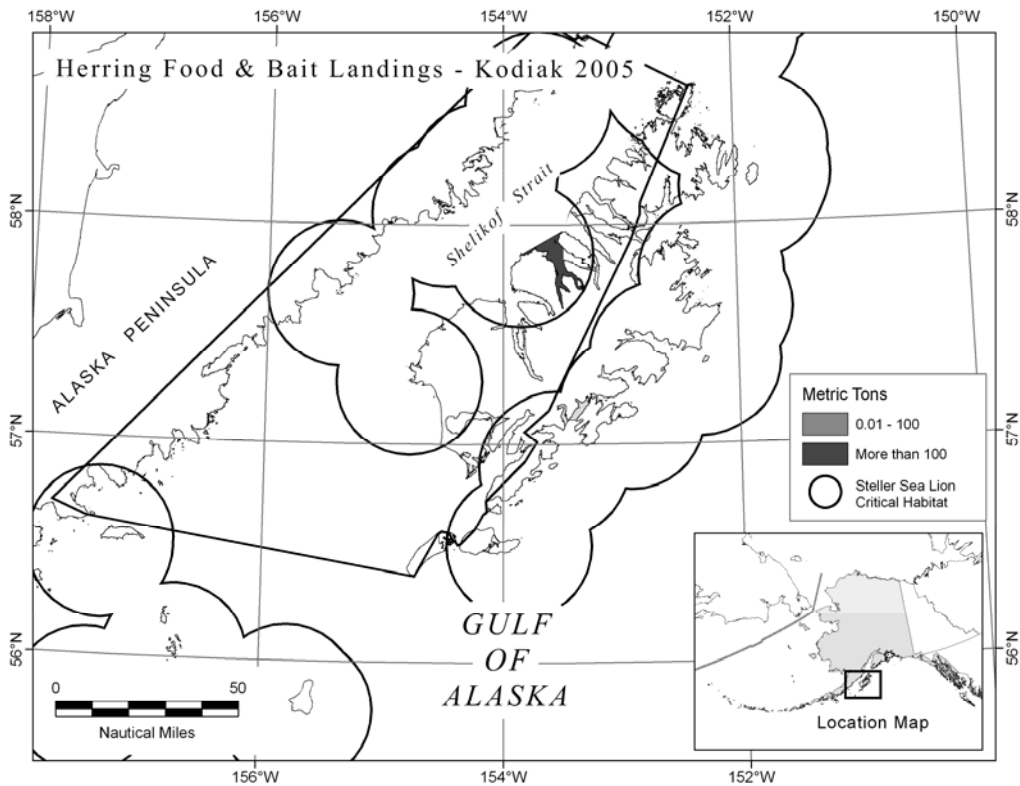 158°W 156°W 154°W 152°W 150°W
Herring Food & Bait Landings - Kodiak 2005
Shelikof Strait
58°N
58°N
ALASKA PENINSULA
57°N
57°N
Metric Tons
0.01 - 100
More than 100
Steller Sea Lion
Critical Habitat
GULF
OF
ALASKA
56°N
56°N
0 50
Nautical Miles
Location Map
156°W 154°W 152°W